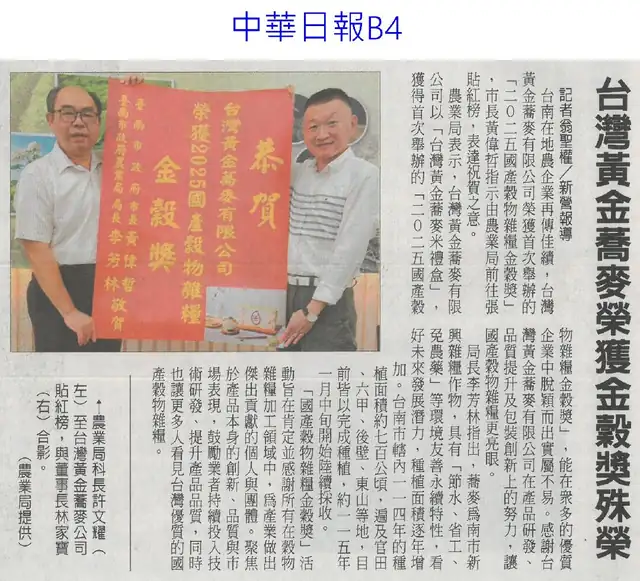 中華日報B4
台灣黃金蕎麥榮獲金穀獎殊榮
記者翁聖權／新營報導
台南在地農企業再傳佳績，台灣
黃金蕎麥有限公司榮獲首次舉辦的
「二○二五國產穀物雜糧金穀獎」
，市長黃偉哲指示由農業局前往張
貼紅榜，表達祝賀之意。
農業局表示，台灣黃金蕎麥有限
公司以「台灣黃金蕎麥米禮盒」，
獲得首次舉辦的「二○二五國產穀
物雜糧金穀獎」，能在眾多的優質
企業中脫穎而出實屬不易。感謝台
灣黃金蕎麥有限公司在產品研發、
品質提升及包裝創新上的努力，讓
國產穀物雜糧更亮眼。
局長李芳林指出，蕎麥為南市新
興雜糧作物，具有「節水、省工、
免農藥」等環境友善永續特性，看
好未來發展潛力，種植面積逐年增
加。台南市轄內一一四年的種
植面積約七百公頃，遍及官田
、六甲、後壁、東山等地，目
前皆以完成種植，約一一五年
一月中旬開始陸續採收。
「國產穀物雜糧金穀獎」活
動旨在肯定並感謝所有在穀物
雜糧加工領域中，為產業做出
傑出貢獻的個人與團體。聚焦
於產品本身的創新、品質與市
場表現，鼓勵業者持續投入技
術研發、提升產品品質，同時
也讓更多人看見台灣優質的國
產穀物雜糧。
恭賀
台灣黃金蕎麥有限公司
榮獲2025國產穀物雜糧
金穀獎
臺南市政府市長黃偉哲
臺南市政府農業局局長李芳林敬賀
↑農業局科長許文耀（
左）至台灣黃金蕎麥公司
貼紅榜，與董事長林家寶
（右）合影。
（農業局提供）